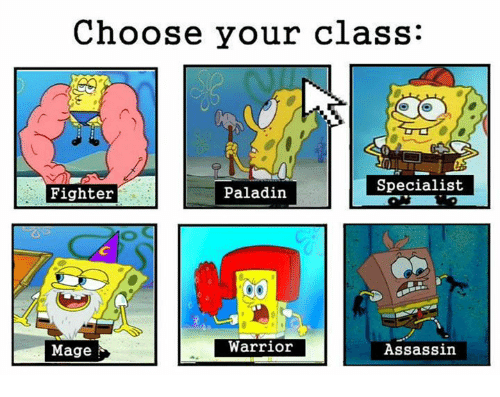 Choose your class:
Fighter
Paladin
Specialist
Mage
Warrior
Assassin